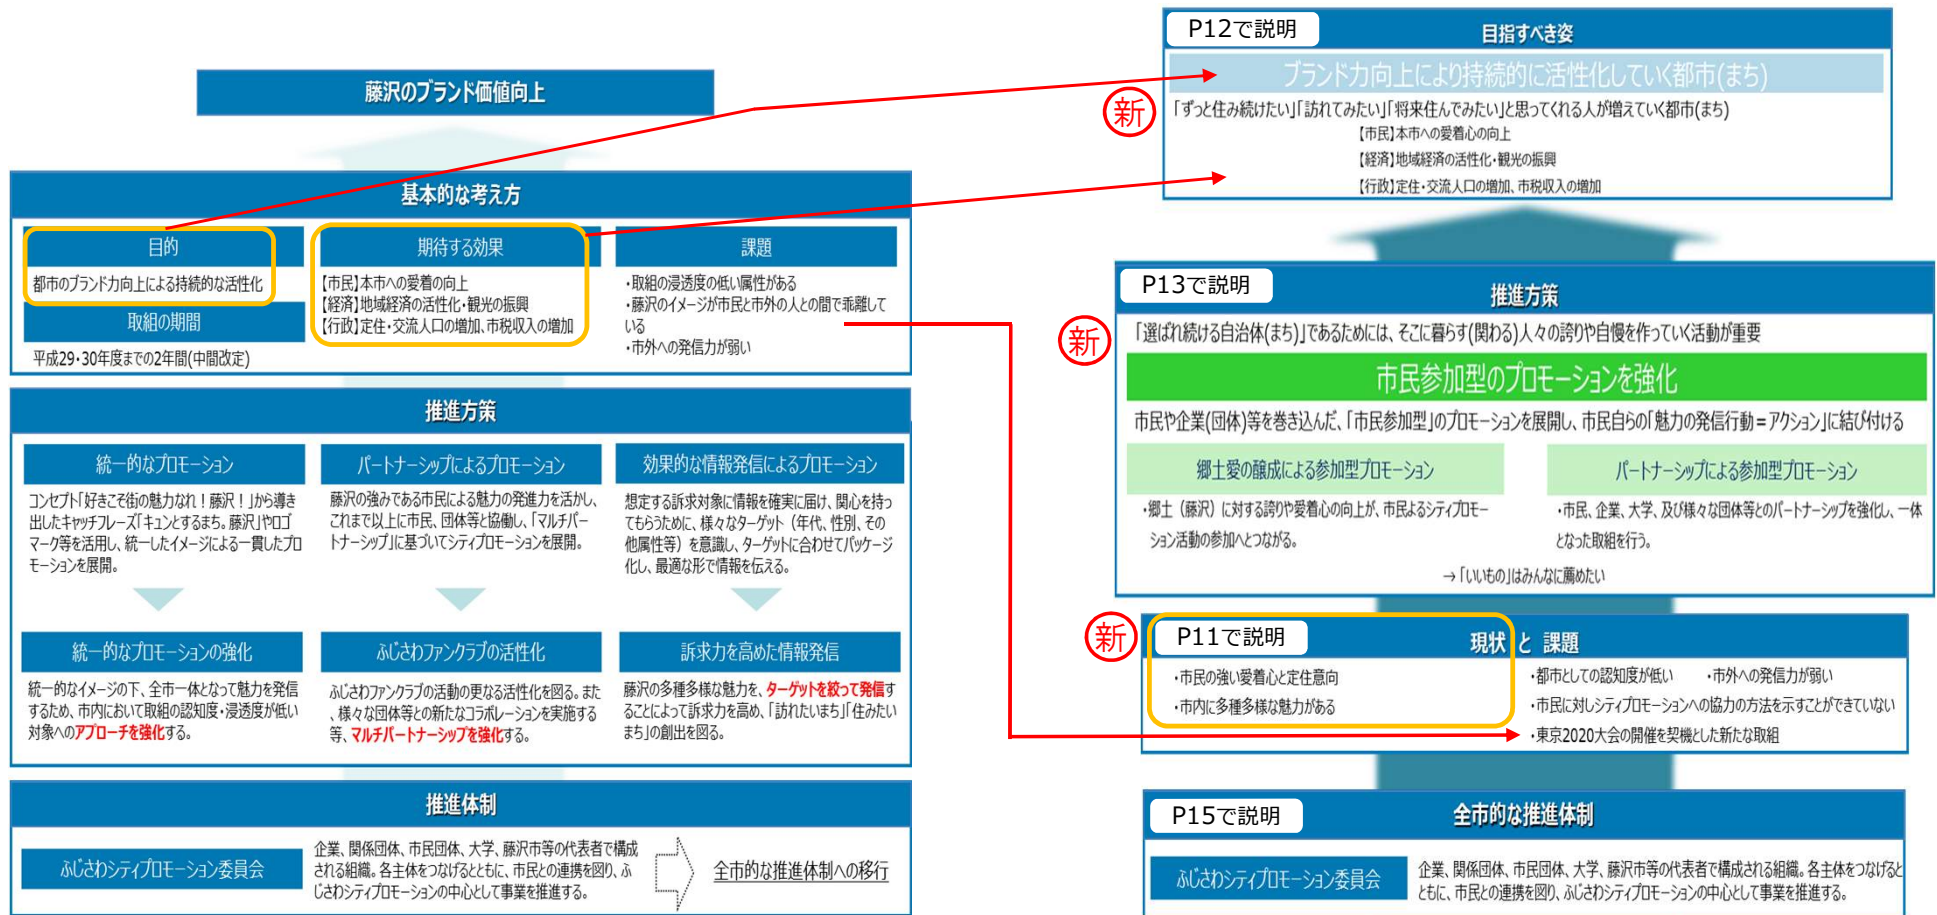 藤沢のブランド価値向上
基本的な考え方
目的
都市のブランド力向上による持続的な活性化
取組の期間
平成29・30年度までの2年間(中間改定)
期待する効果
【市民】本市への愛着の向上
【経済】地域経済の活性化・観光の振興
【行政】定住・交流人口の増加、市税収入の増加
課題
・取組の浸透度の低い属性がある
・藤沢のイメージが市民と市外の人との間で乖離して
いる
・市外への発信力が弱い
推進方策
統一的なプロモーション
コンセプト「好きこそ街の魅力なれ！藤沢！」から導き
出したキャッチフレーズ「キュンとするまち。藤沢」やロゴ
マーク等を活用し、統一したイメージによる一貫したプロ
モーションを展開。
パートナーシップによるプロモーション
藤沢の強みである市民による魅力の発進力を活かし、
これまで以上に市民、団体等と協働し、「マルチパー
トナーシップ」に基づいてシティプロモーションを展開。
効果的な情報発信によるプロモーション
想定する訴求対象に情報を確実に届け、関心を持っ
てもらうために、様々なターゲット（年代、性別、その
他属性等）を意識し、ターゲットに合わせてパッケージ
化し、最適な形で情報を伝える。
統一的なプロモーションの強化
統一的なイメージの下、全市一体となって魅力を発信
するため、市内において取組の認知度・浸透度が低い
対象へのアプローチを強化する。
ふじさわファンクラブの活性化
ふじさわファンクラブの活動の更なる活性化を図る。また
、様々な団体等との新たなコラボレーションを実施する
等、マルチパートナーシップを強化する。
訴求力を高めた情報発信
藤沢の多種多様な魅力を、ターゲットを絞って発信す
ることによって訴求力を高め、「訪れたいまち」「住みたい
まち」の創出を図る。
推進体制
ふじさわシティプロモーション委員会
企業、関係団体、市民団体、大学、藤沢市等の代表者で構成
される組織。各主体をつなげるとともに、市民との連携を図り、ふ
じさわシティプロモーションの中心として事業を推進する。
全市的な推進体制への移行
P12で説明
目指すべき姿
新
ブランド力向上により持続的に活性化していく都市(まち)
「ずっと住み続けたい」「訪れてみたい」「将来住んでみたい」と思ってくれる人が増えていく都市(まち)
【市民】本市への愛着心の向上
【経済】地域経済の活性化・観光の振興
【行政】定住・交流人口の増加、市税収入の増加
P13で説明
推進方策
新
「選ばれ続ける自治体(まち)」であるためには、そこに暮らす(関わる)人々の誇りや自慢を作っていく活動が重要
市民参加型のプロモーションを強化
市民や企業(団体)等を巻き込んだ、「市民参加型」のプロモーションを展開し、市民自らの「魅力の発信行動＝アクション」に結び付ける
郷土愛の醸成による参加型プロモーション
・郷土（藤沢）に対する誇りや愛着心の向上が、市民よるシティプロモー
ション活動の参加へとつながる。
パートナーシップによる参加型プロモーション
・市民、企業、大学、及び様々な団体等とのパートナーシップを強化し、一体
となった取組を行う。
→「いいもの」はみんなに薦めたい
新
P11で説明
現状 と 課題
・市民の強い愛着心と定住意向
・市内に多種多様な魅力がある
・都市としての認知度が低い ・市外への発信力が弱い
・市民に対しシティプロモーションへの協力の方法を示すことができていない
・東京2020大会の開催を契機とした新たな取組
P15で説明
全市的な推進体制
ふじさわシティプロモーション委員会
企業、関係団体、市民団体、大学、藤沢市等の代表者で構成される組織。各主体をつなげると
ともに、市民との連携を図り、ふじさわシティプロモーションの中心として事業を推進する。